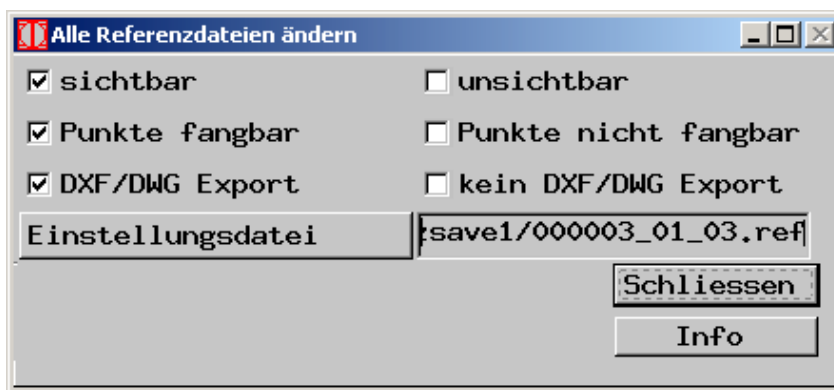 Alle Referenzdateien ändern
sichtbar unsichtbar
Punkte fangbar Punkte nicht fangbar
DXF/DWG Export kein DXF/DWG Export
Einstellungsdatei :save1/000003_01_03.ref
Schliessen
Info